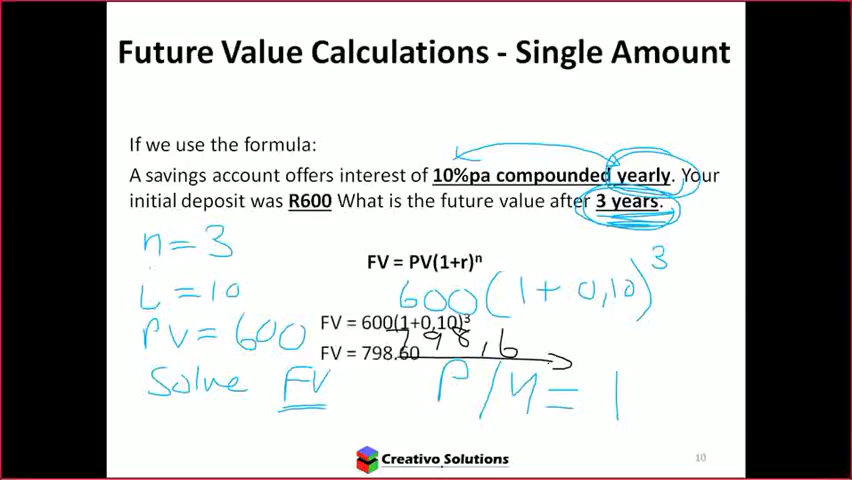 Future Value Calculations - Single Amount
If we use the formula:
A savings account offers interest of 10%pa compounded yearly. Your
initial deposit was R600 What is the future value after 3 years.
n = 3
FV = PV(1+r)ⁿ
i = 10
600 (1 + 0,10)³
FV = 600(1+0,10)³
PV = 600
798,6
FV = 798.60
Solve FV
P/Y = 1
Creativo Solutions
10